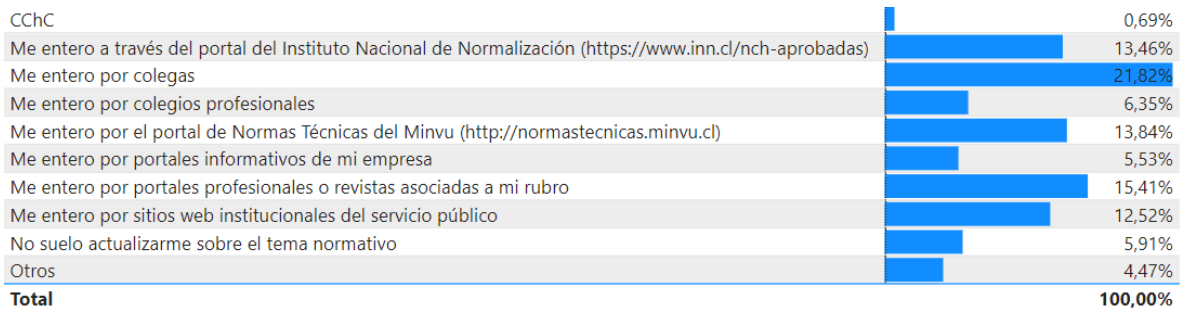 CChC 0,69%
Me entero a través del portal del Instituto Nacional de Normalización (https://www.inn.cl/nch-aprobadas) 13,46%
Me entero por colegas 21,82%
Me entero por colegios profesionales 6,35%
Me entero por el portal de Normas Técnicas del Minvu (http://normastecnicas.minvu.cl) 13,84%
Me entero por portales informativos de mi empresa 5,53%
Me entero por portales profesionales o revistas asociadas a mi rubro 15,41%
Me entero por sitios web institucionales del servicio público 12,52%
No suelo actualizarme sobre el tema normativo 5,91%
Otros 4,47%
Total 100,00%